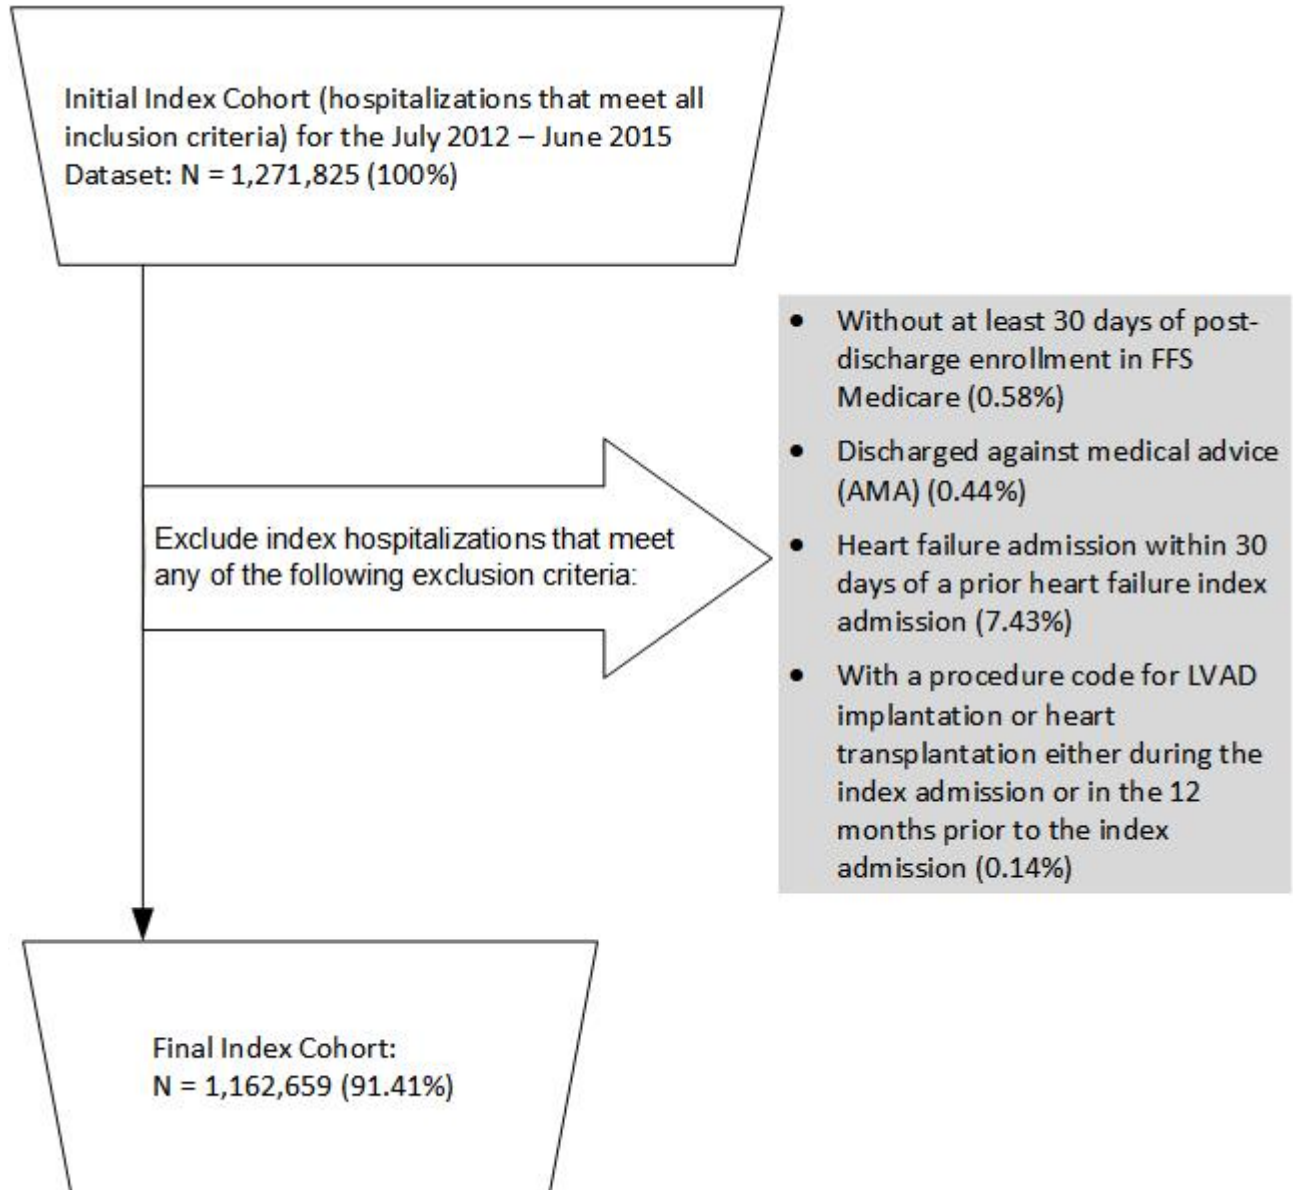 Initial Index Cohort (hospitalizations that meet all
inclusion criteria) for the July 2012 – June 2015
Dataset: N = 1,271,825 (100%)
Exclude index hospitalizations that meet
any of the following exclusion criteria:
• Without at least 30 days of post-
discharge enrollment in FFS
Medicare (0.58%)
• Discharged against medical advice
(AMA) (0.44%)
• Heart failure admission within 30
days of a prior heart failure index
admission (7.43%)
• With a procedure code for LVAD
implantation or heart
transplantation either during the
index admission or in the 12
months prior to the index
admission (0.14%)
Final Index Cohort:
N = 1,162,659 (91.41%)